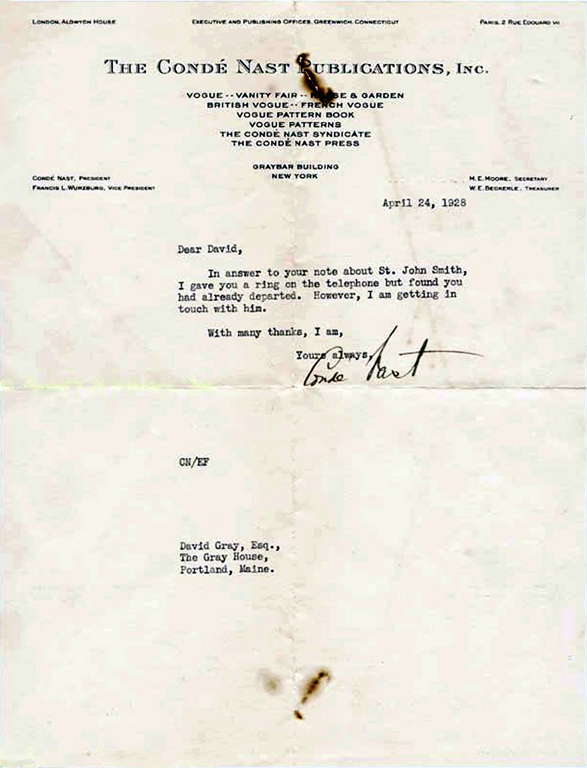 LONDON, ALDWYCH HOUSE
EXECUTIVE AND PUBLISHING OFFICES, GREENWICH, CONNECTICUT
PARIS, 2 RUE EDOUARD VII
THE CONDÉ NAST PUBLICATIONS, INC.
VOGUE -- VANITY FAIR -- HOUSE & GARDEN
BRITISH VOGUE -- FRENCH VOGUE
VOGUE PATTERN BOOK
VOGUE PATTERNS
THE CONDÉ NAST SYNDICATE
THE CONDÉ NAST PRESS
GRAYBAR BUILDING
NEW YORK
CONDÉ NAST, PRESIDENT
FRANCIS L. WURZBURG, VICE PRESIDENT
M. E. MOORE, SECRETARY
W. E. BECKERLE, TREASURER
April 24, 1928
Dear David,
In answer to your note about St. John Smith,
I gave you a ring on the telephone but found you
had already departed. However, I am getting in
touch with him.
With many thanks, I am,
Yours always,
Conde Nast
CN/EF
David Gray, Esq.,
The Gray House,
Portland, Maine.